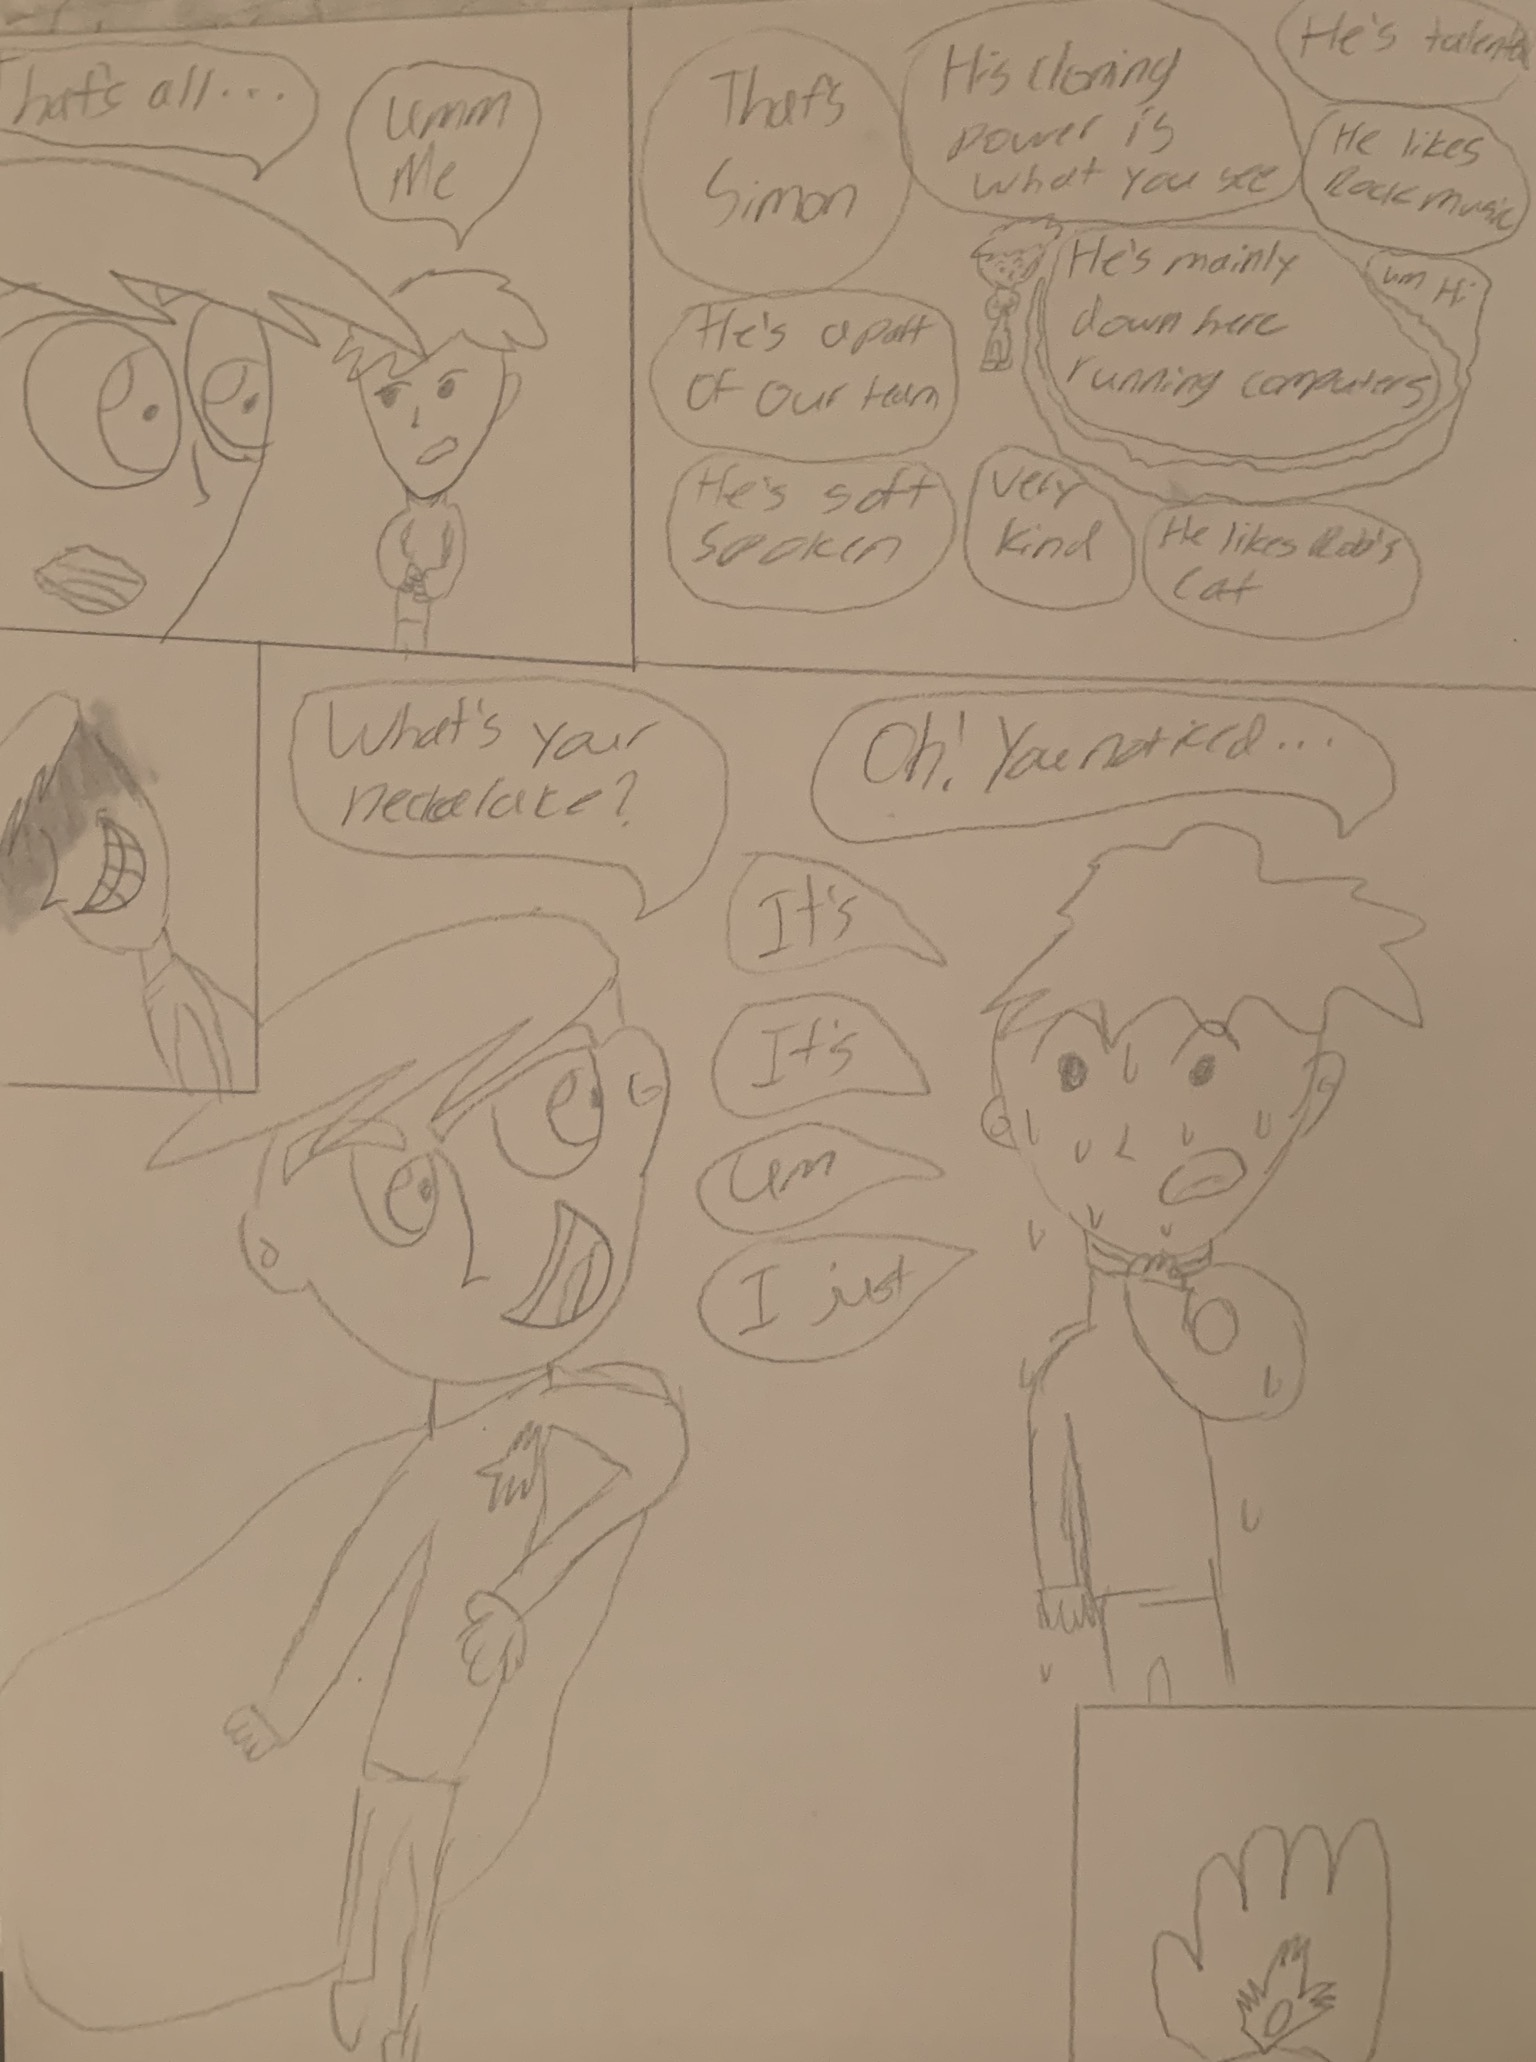 That's all...
Umm
Me
That's
Simon
His cloning
power is
what you see
He's talented
He likes
Rock music
He's a part
of our team
He's mainly
down here
running computers
um Hi
He's soft
spoken
very
kind
He likes Rob's
Cat
What's your
Oh! You noticed...
It's
It's
um
I just